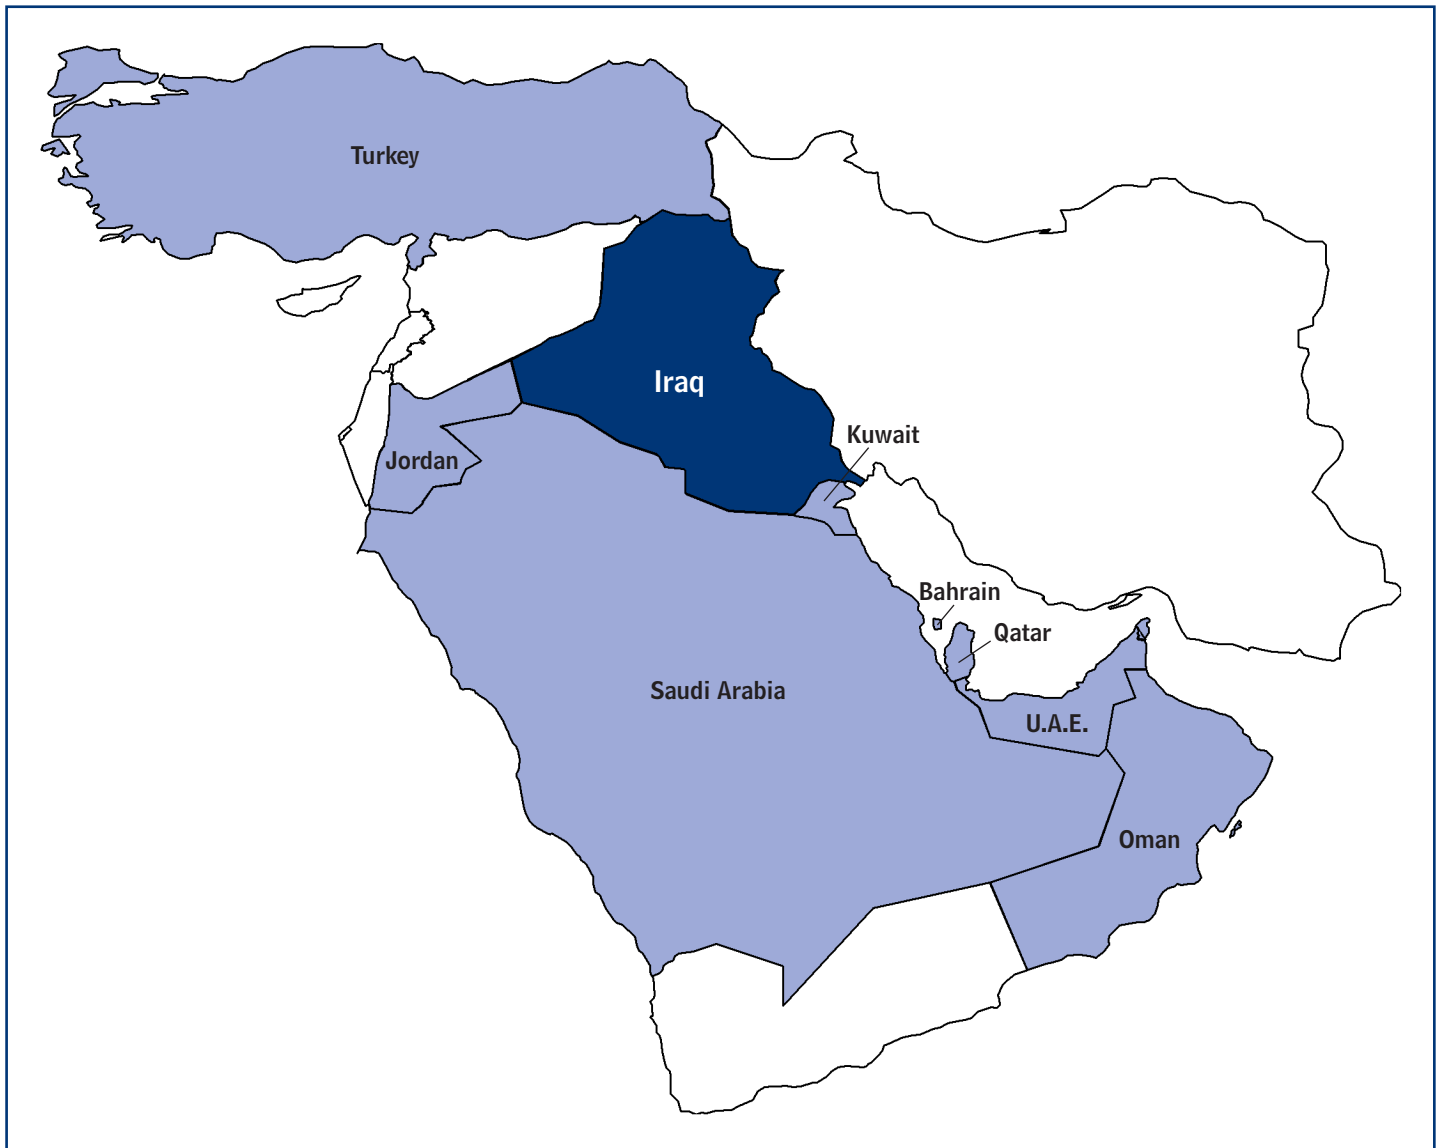 Turkey
Iraq
Kuwait
Jordan
Bahrain
Qatar
Saudi Arabia
U.A.E.
Oman